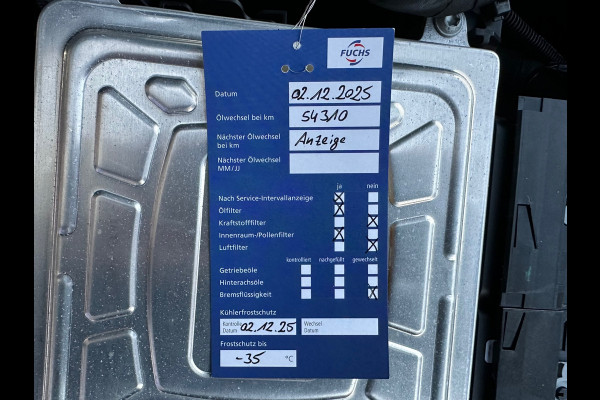 FUCHS
Datum 02.12.2025
Ölwechsel bei km 54310
Nächster Ölwechsel
bei km Anzeige
Nächster Ölwechsel
MM/JJ
ja nein
Nach Service-Intervallanzeige
Ölfilter
Kraftstofffilter
Innenraum-/Pollenfilter
Luftfilter
kontrolliert nachgefüllt gewechselt
Getriebeöle
Hinterachsöle
Bremsflüssigkeit
Kühlerfrostschutz
Kontrolle Wechsel
Datum 02.12.25 Datum
Frostschutz bis
-35 °C